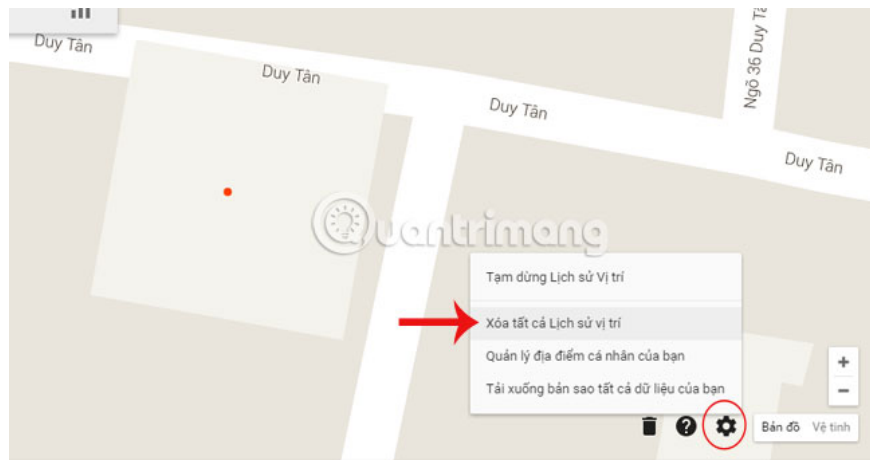 Duy Tân
Duy Tân
Duy Tân
Ngõ 36 Duy
Duy Tân
Quantrimang
Tạm dừng Lịch sử Vị trí
Xóa tất cả Lịch sử vị trí
Quản lý địa điểm cá nhân của bạn
Tải xuống bản sao tất cả dữ liệu của bạn
+
−
Bản đồ Vệ tinh